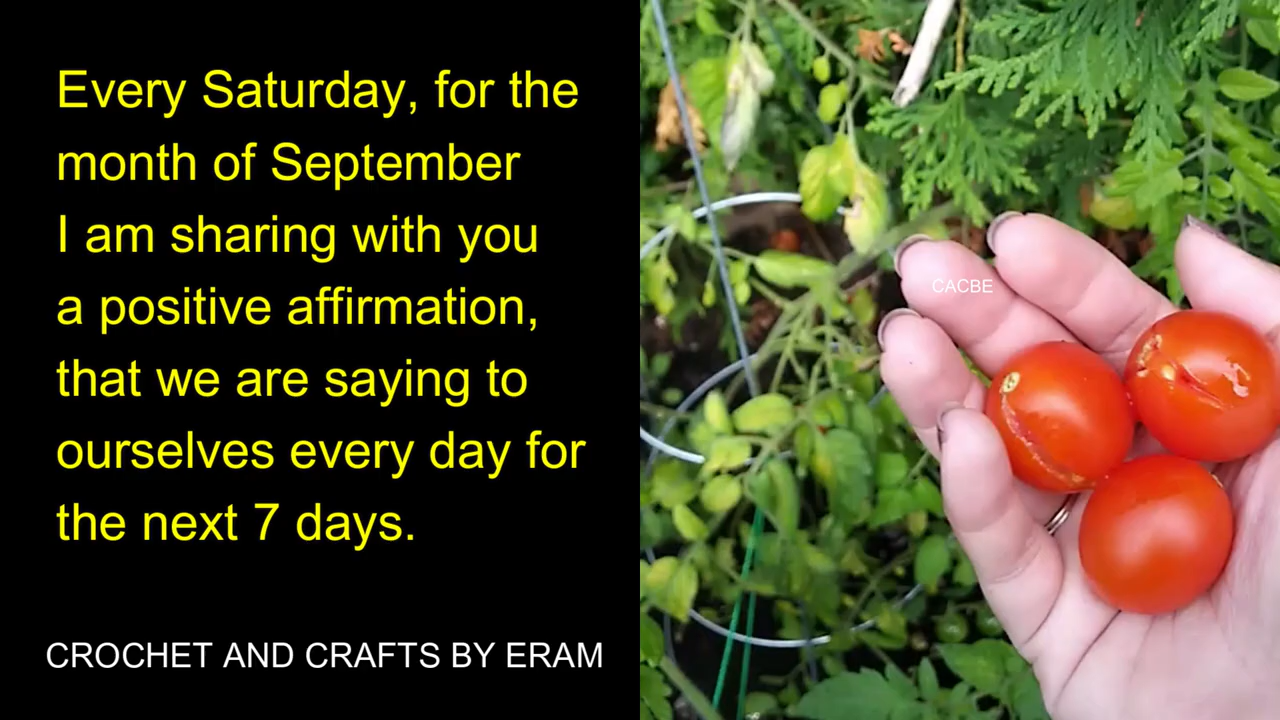 Every Saturday, for the
month of September
I am sharing with you
a positive affirmation,
that we are saying to
ourselves every day for
the next 7 days.
CROCHET AND CRAFTS BY ERAM
CACBE